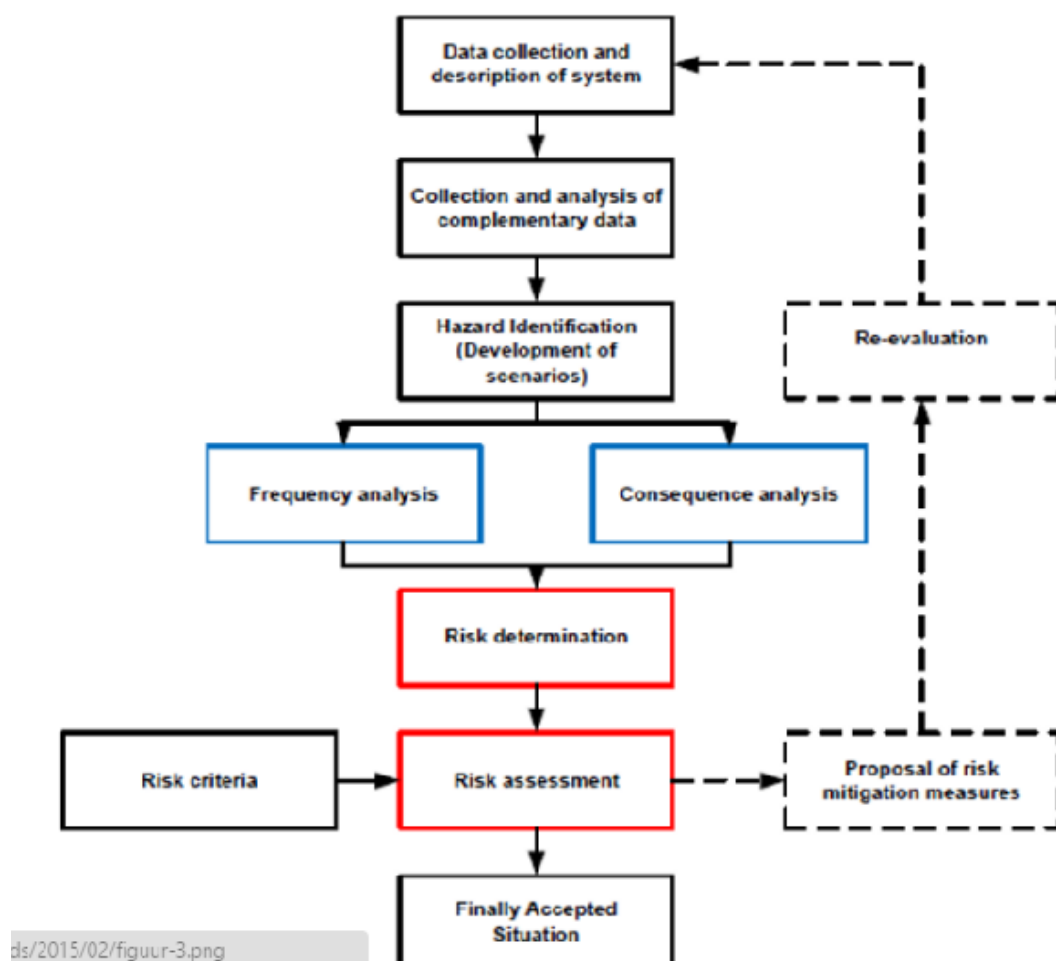 Data collection and
description of system
Collection and analysis of
complementary data
Hazard Identification
(Development of
scenarios)
Re-evaluation
Frequency analysis
Consequence analysis
Risk determination
Risk criteria
Risk assessment
Proposal of risk
mitigation measures
Finally Accepted
Situation
ds/2015/02/figuur-3.png